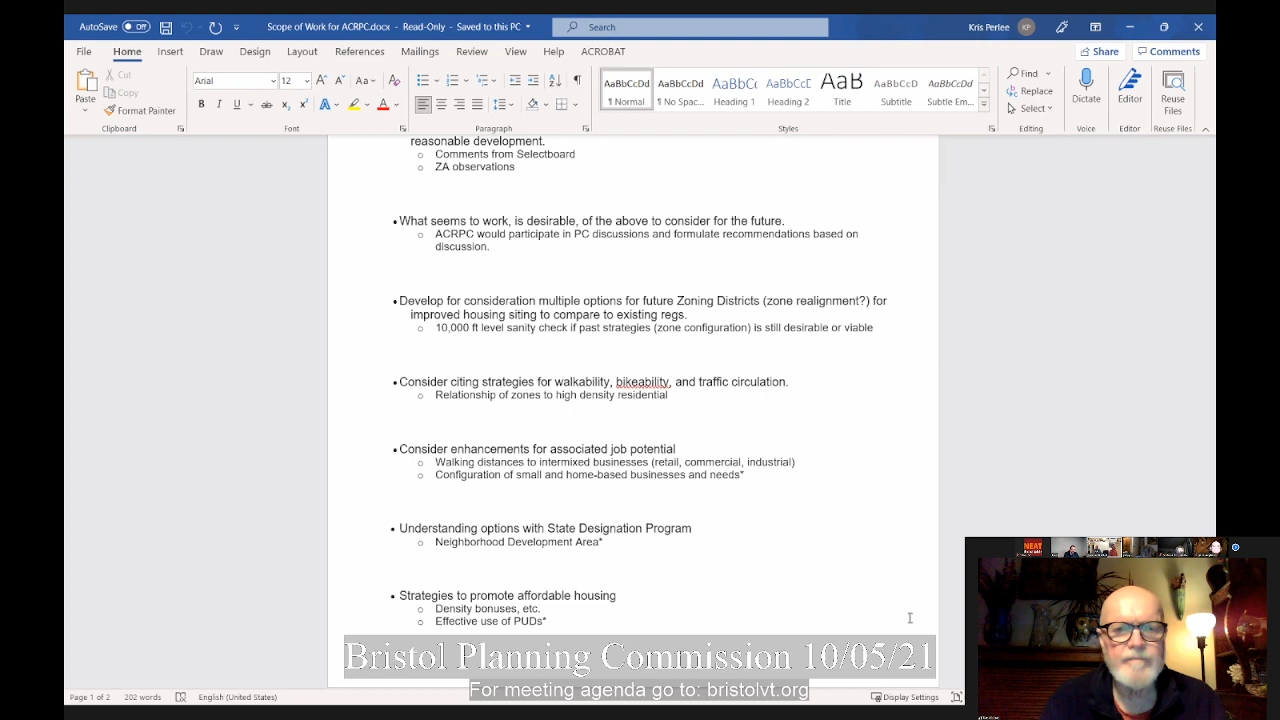 AutoSave Off Scope of Work for ACRPC.docx - Read-Only - Saved to this PC Search Kris Perlee KP
File Home Insert Draw Design Layout References Mailings Review View Help ACROBAT Share Comments
Paste Cut Copy Format Painter
Arial 12
AaBbCcDd AaBbCcDd AaBbC( AaBbCcE AaB AaBbCcD AaBbCcDd
¶ Normal ¶ No Spac... Heading 1 Heading 2 Title Subtitle Subtle Em...
Find Replace Select Dictate Editor Reuse Files
Clipboard Font Paragraph Styles Editing Voice Editor Reuse Files
reasonable development.
o Comments from Selectboard
o ZA observations
• What seems to work, is desirable, of the above to consider for the future.
o ACRPC would participate in PC discussions and formulate recommendations based on
discussion.
• Develop for consideration multiple options for future Zoning Districts (zone realignment?) for
improved housing siting to compare to existing regs.
o 10,000 ft level sanity check if past strategies (zone configuration) is still desirable or viable
• Consider citing strategies for walkability, bikeability, and traffic circulation.
o Relationship of zones to high density residential
• Consider enhancements for associated job potential
o Walking distances to intermixed businesses (retail, commercial, industrial)
o Configuration of small and home-based businesses and needs*
• Understanding options with State Designation Program
o Neighborhood Development Area*
• Strategies to promote affordable housing
o Density bonuses, etc.
o Effective use of PUDs*
Bristol Planning Commission 10/05/21
For meeting agenda go to: bristolvt.org
Page 1 of 2 202 words English (United States) Display Settings
NEAT